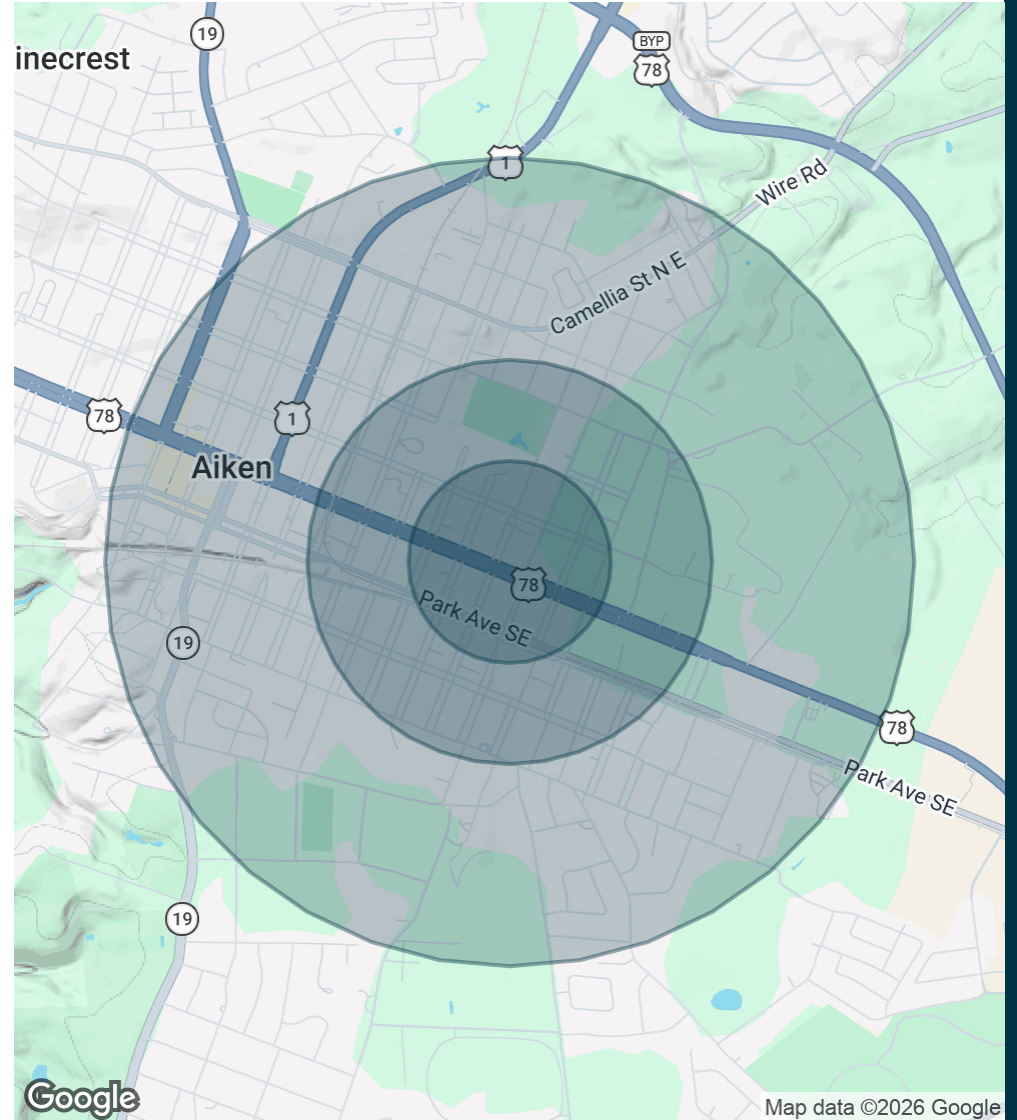 19
inecrest
BYP
78
1
Wire Rd
Camellia St N E
78
1
Aiken
78
Park Ave SE
19
78
Park Ave SE
19
Google
Map data ©2026 Google